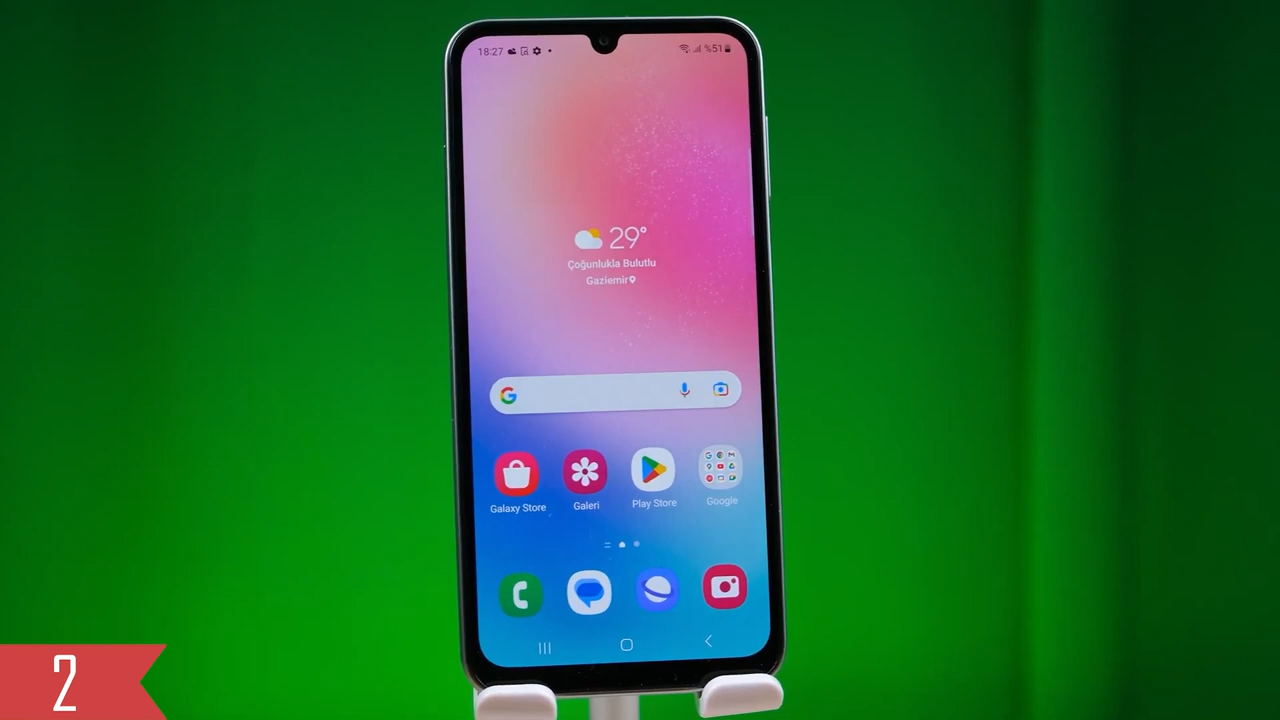 18:27 %51
29°
Çoğunlukla Bulutlu
Gaziemir
Galaxy Store Galeri Play Store Google
2